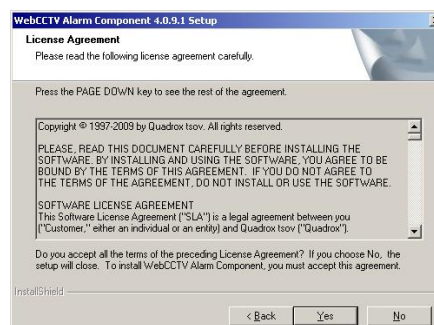 WebCCTV Alarm Component 4.0.9.1 Setup
License Agreement
Please read the following license agreement carefully.
Press the PAGE DOWN key to see the rest of the agreement.
Copyright © 1997-2009 by Quadrox tsov. All rights reserved.
PLEASE, READ THIS DOCUMENT CAREFULLY BEFORE INSTALLING THE
SOFTWARE. BY INSTALLING AND USING THE SOFTWARE, YOU AGREE TO BE
BOUND BY THE TERMS OF THIS AGREEMENT. IF YOU DO NOT AGREE TO
THE TERMS OF THE AGREEMENT, DO NOT INSTALL OR USE THE SOFTWARE.
SOFTWARE LICENSE AGREEMENT
This Software License Agreement ("SLA") is a legal agreement between you
("Customer," either an individual or an entity) and Quadrox tsov ("Quadrox").
Do you accept all the terms of the preceding License Agreement? If you choose No, the
setup will close. To install WebCCTV Alarm Component, you must accept this agreement.
InstallShield
< Back Yes No